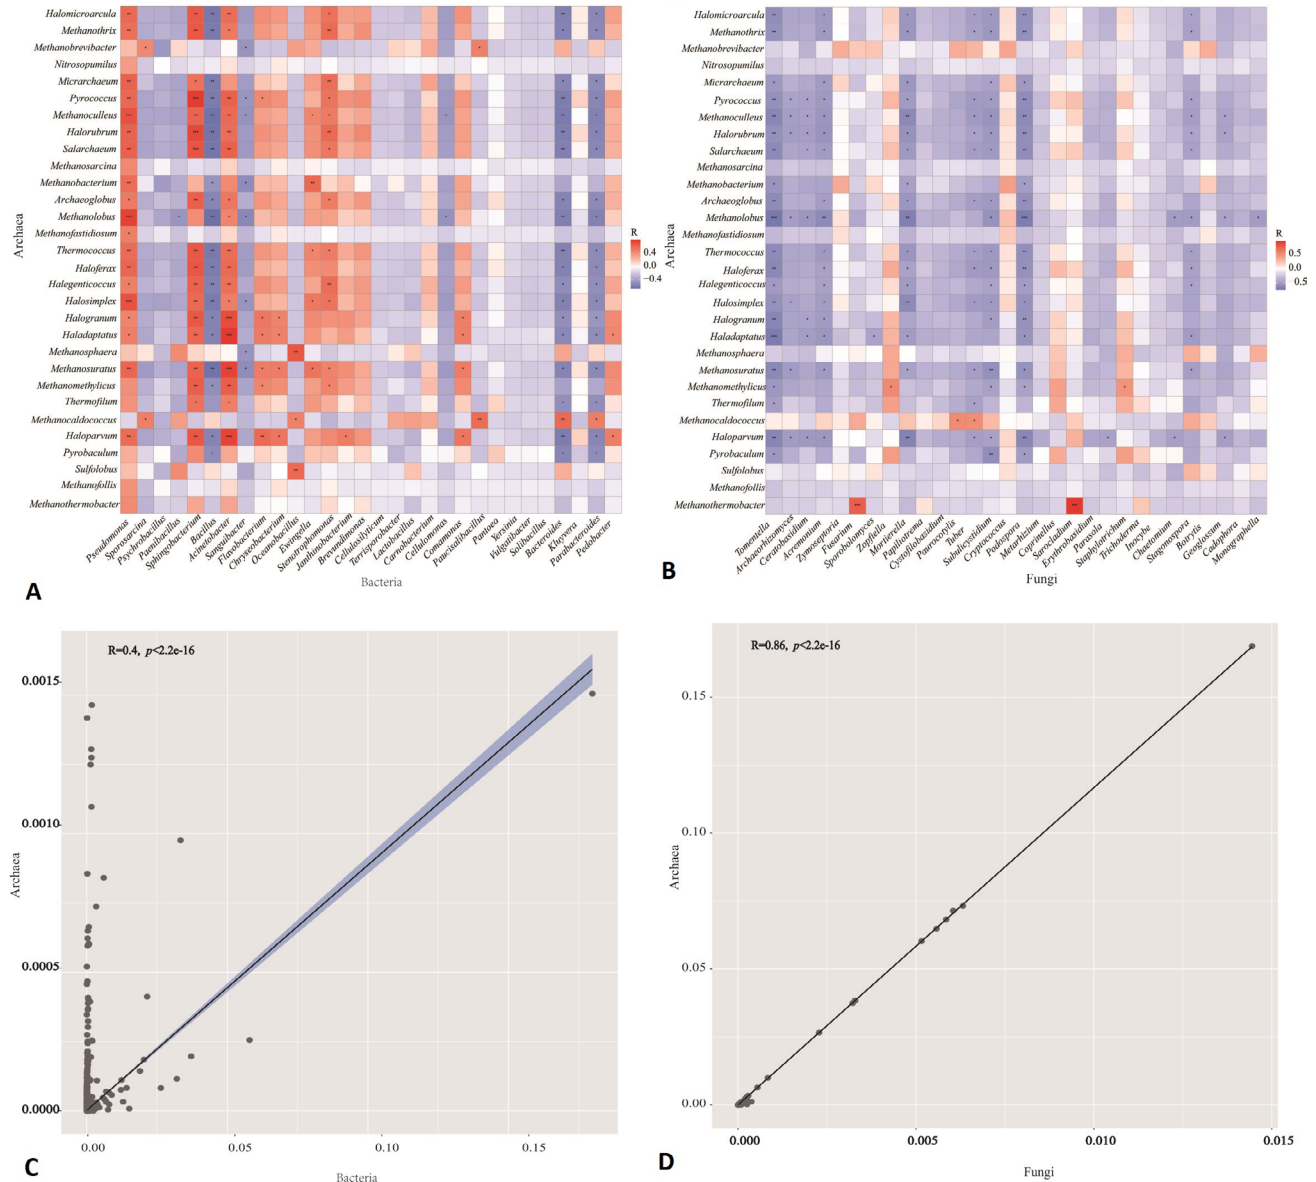 Halomicroarcula
Methanothrix
Methanobrevibacter
Nitrosopumilus
Micrarchaeum
Pyrococcus
Methanoculleus
Halorubrum
Salarchaeum
Methanosarcina
Methanobacterium
Archaeoglobus
Methanolobus
Methanofastidiosum
Thermococcus
Haloferax
Halegenticoccus
Halosimplex
Halogranum
Haladaptatus
Methanosphaera
Methanosuratus
Methanomethylicus
Thermofilum
Methanocaldococcus
Haloparvum
Pyrobaculum
Sulfolobus
Methanofollis
Methanothermobacter
Archaea
Pseudomonas
Sporosarcina
Psychrobacillus
Paenibacillus
Sphingobacterium
Bacillus
Acinetobacter
Sanguibacter
Flavobacterium
Chryseobacterium
Oceanobacillus
Ewingella
Stenotrophomonas
Janthinobacterium
Brevundimonas
Cellulosilyticum
Terrisporobacter
Lactobacillus
Carnobacterium
Cellulomonas
Comamonas
Paucisalibacillus
Pantoea
Yersinia
Vulgatibacter
Salibacillus
Bacteroides
Kluyvera
Parabacteroides
Pedobacter
Bacteria
R
0.4
0.0
−0.4
A
Halomicroarcula
Methanothrix
Methanobrevibacter
Nitrosopumilus
Micrarchaeum
Pyrococcus
Methanoculleus
Halorubrum
Salarchaeum
Methanosarcina
Methanobacterium
Archaeoglobus
Methanolobus
Methanofastidiosum
Thermococcus
Haloferax
Halegenticoccus
Halosimplex
Halogranum
Haladaptatus
Methanosphaera
Methanosuratus
Methanomethylicus
Thermofilum
Methanocaldococcus
Haloparvum
Pyrobaculum
Sulfolobus
Methanofollis
Methanothermobacter
Archaea
Tomentella
Archaeorhizomyces
Ceratobasidium
Acremonium
Zymoseptoria
Fusarium
Sporobolomyces
Zopfiella
Mortierella
Papiliotrema
Cystofilobasidium
Paurocotylis
Tuber
Subulicystidium
Cryptococcus
Podospora
Metarhizium
Coprinellus
Sarocladium
Erythrobasidium
Parasola
Staphylotrichum
Trichoderma
Inocybe
Chaetomium
Stagonospora
Botrytis
Geoglossum
Cadophora
Monographella
Fungi
R
0.5
0.0
−0.5
B
R=0.4, p<2.2e-16
0.0015
0.0010
0.0005
0.0000
Archaea
0.00
0.05
0.10
0.15
Bacteria
C
R=0.86, p<2.2e-16
0.15
0.10
0.05
0.00
Archaea
0.000
0.005
0.010
0.015
Fungi
D